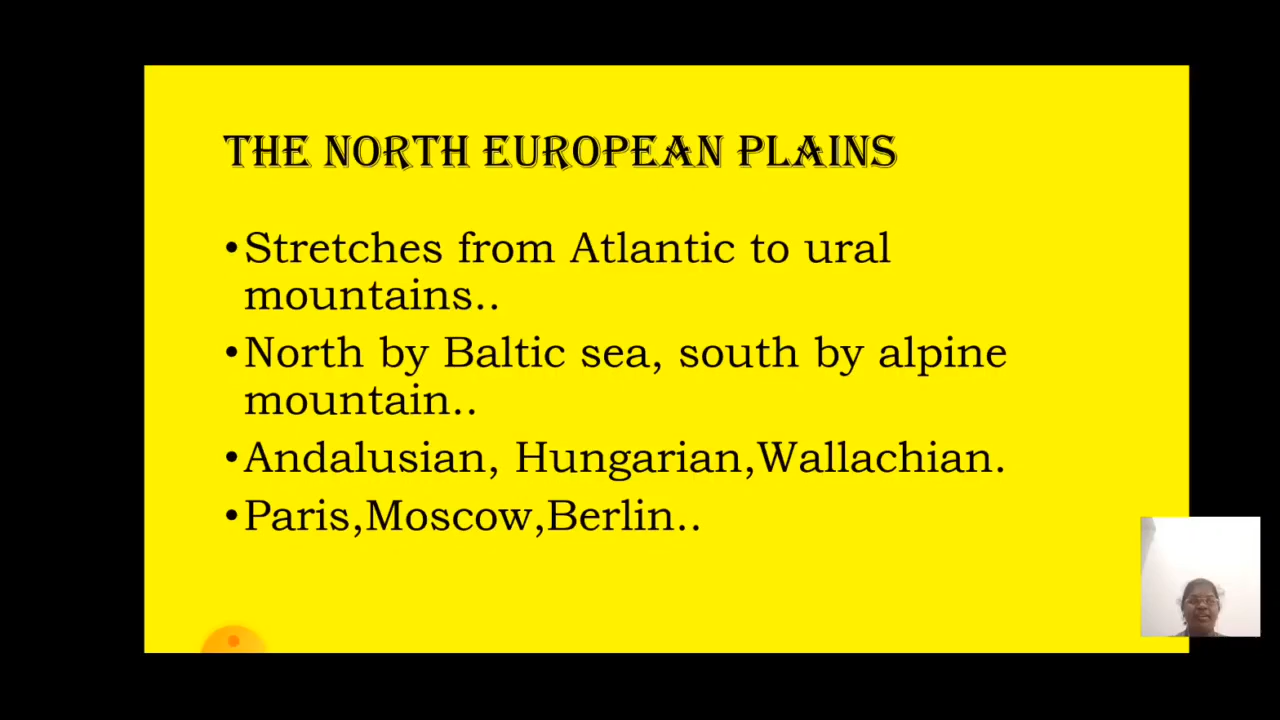 THE NORTH EUROPEAN PLAINS
•Stretches from Atlantic to ural
mountains..
•North by Baltic sea, south by alpine
mountain..
•Andalusian, Hungarian,Wallachian.
•Paris,Moscow,Berlin..